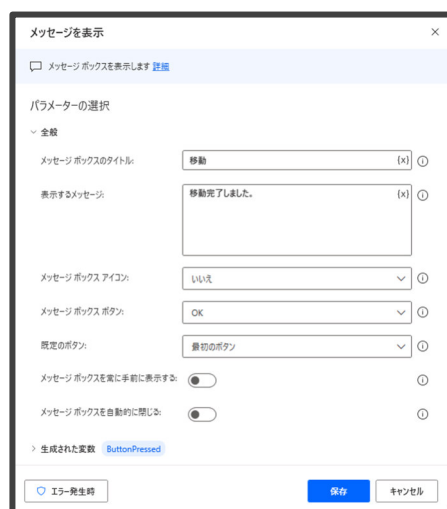 メッセージを表示
メッセージ ボックスを表示します 詳細
パラメーターの選択
全般
メッセージ ボックスのタイトル: 移動 {x}
表示するメッセージ: 移動完了しました。 {x}
メッセージ ボックス アイコン: いいえ
メッセージ ボックス ボタン: OK
既定のボタン: 最初のボタン
メッセージ ボックスを常に手前に表示する:
メッセージ ボックスを自動的に閉じる:
生成された変数 ButtonPressed
エラー発生時 保存 キャンセル